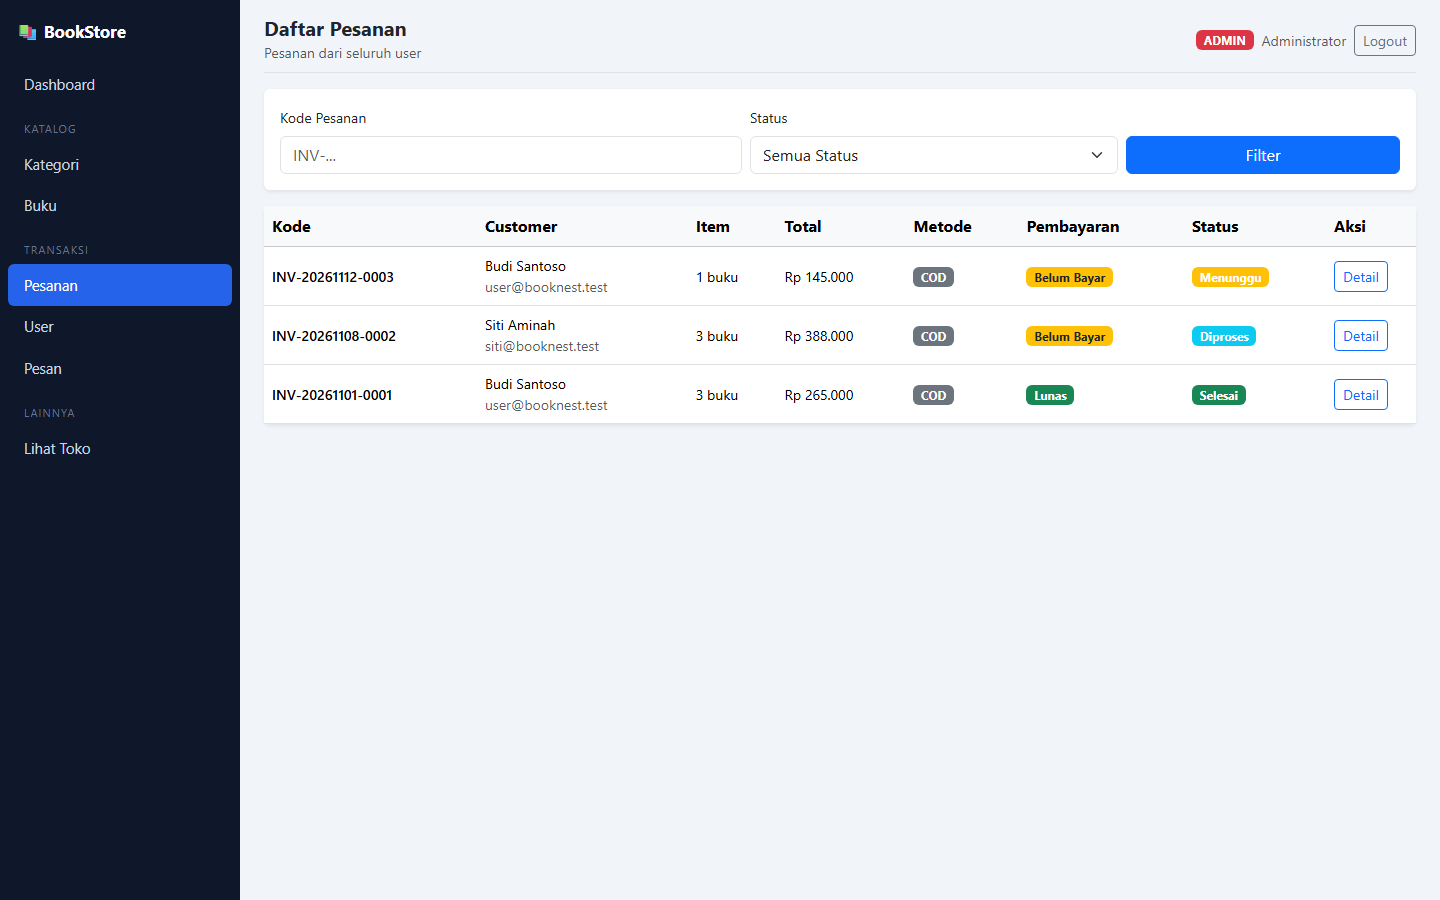 BookStore
Dashboard
KATALOG
Kategori
Buku
TRANSAKSI
Pesanan
User
Pesan
LAINNYA
Lihat Toko
Daftar Pesanan
Pesanan dari seluruh user
ADMIN Administrator Logout
Kode Pesanan Status
INV-... Semua Status Filter
Kode Customer Item Total Metode Pembayaran Status Aksi
INV-20261112-0003 Budi Santoso 1 buku Rp 145.000 COD Belum Bayar Menunggu Detail
user@booknest.test
INV-20261108-0002 Siti Aminah 3 buku Rp 388.000 COD Belum Bayar Diproses Detail
siti@booknest.test
INV-20261101-0001 Budi Santoso 3 buku Rp 265.000 COD Lunas Selesai Detail
user@booknest.test